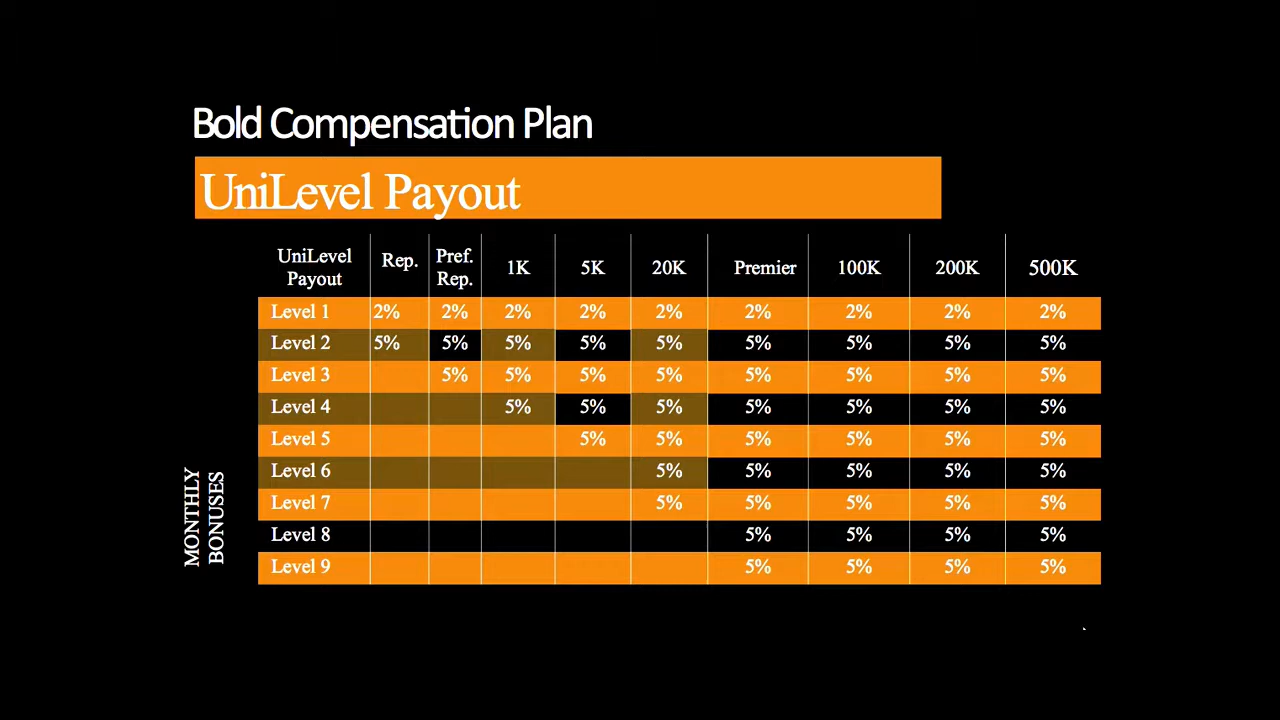 Bold Compensation Plan
UniLevel Payout
UniLevel Payout Rep. Pref. Rep. 1K 5K 20K Premier 100K 200K 500K
Level 1 2% 2% 2% 2% 2% 2% 2% 2% 2%
Level 2 5% 5% 5% 5% 5% 5% 5% 5% 5%
Level 3 5% 5% 5% 5% 5% 5% 5% 5%
Level 4 5% 5% 5% 5% 5% 5% 5%
Level 5 5% 5% 5% 5% 5% 5%
Level 6 5% 5% 5% 5% 5%
Level 7 5% 5% 5% 5% 5%
Level 8 5% 5% 5% 5%
Level 9 5% 5% 5% 5%
MONTHLY
BONUSES